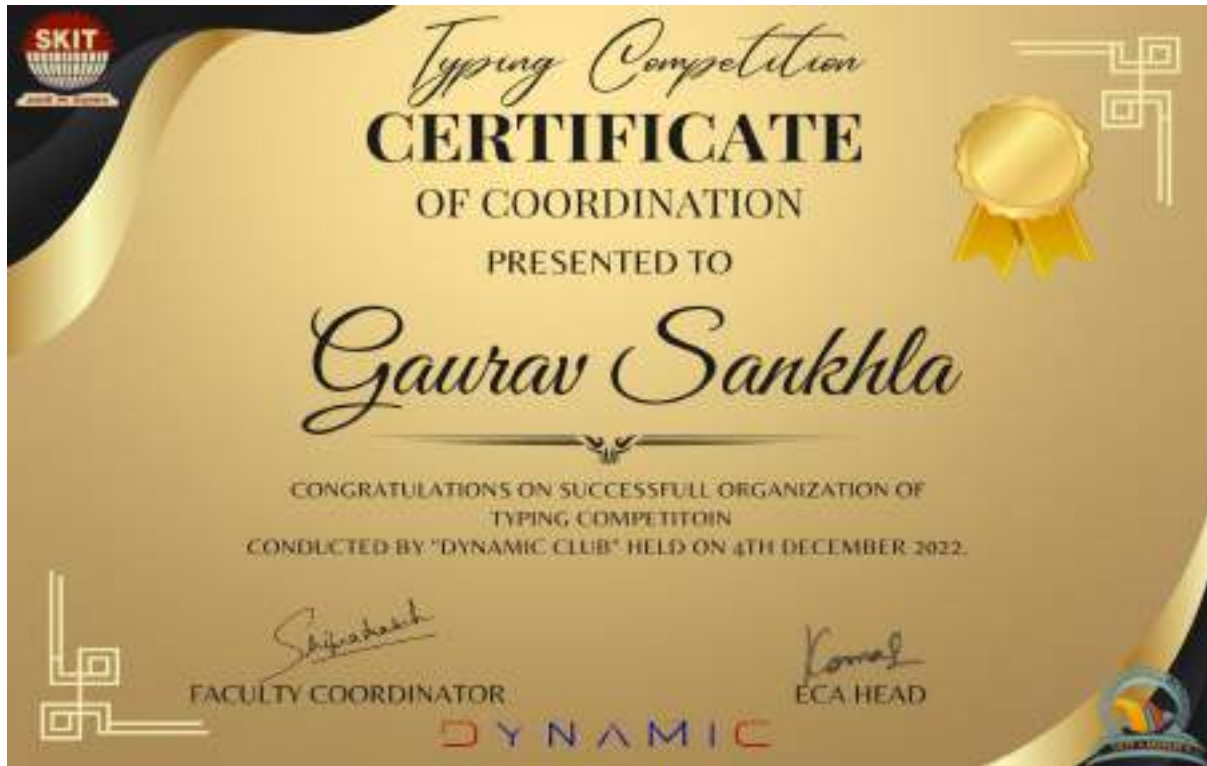 SKIT
Typing Competition
CERTIFICATE
OF COORDINATION
PRESENTED TO
Gaurav Sankhla
CONGRATULATIONS ON SUCCESSFULL ORGANIZATION OF
TYPING COMPETITOIN
CONDUCTED BY "DYNAMIC CLUB" HELD ON 4TH DECEMBER 2022.
Komal
FACULTY COORDINATOR
ECA HEAD
DYNAMIC